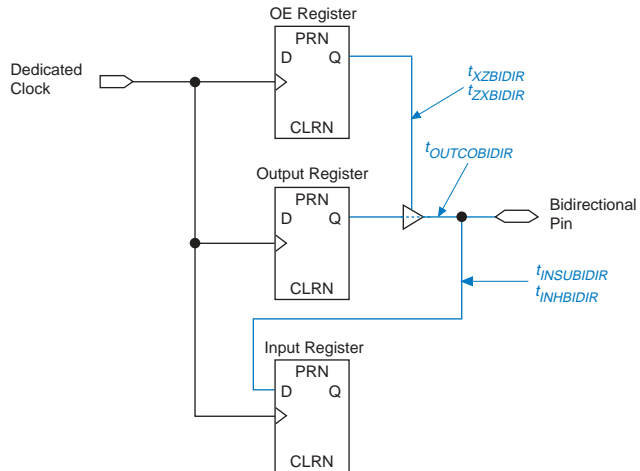 OE Register
PRN
D Q
CLRN
Dedicated
Clock
tXZBIDIR
tZXBIDIR
tOUTCOBIDIR
Output Register
PRN
D Q
CLRN
Bidirectional
Pin
tINSUBIDIR
tINHBIDIR
Input Register
PRN
D Q
CLRN